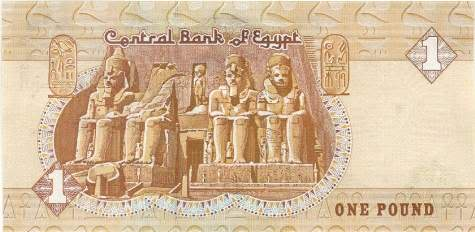 Central Bank of Egypt
1
1
ONE POUND